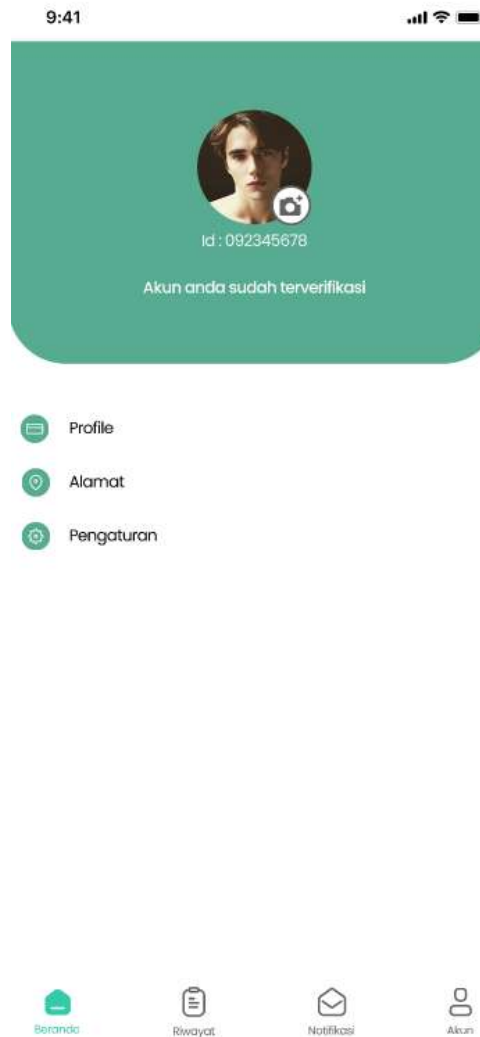 9:41
Id : 092345678
Akun anda sudah terverifikasi
Profile
Alamat
Pengaturan
Beranda
Riwayat
Notifikasi
Akun